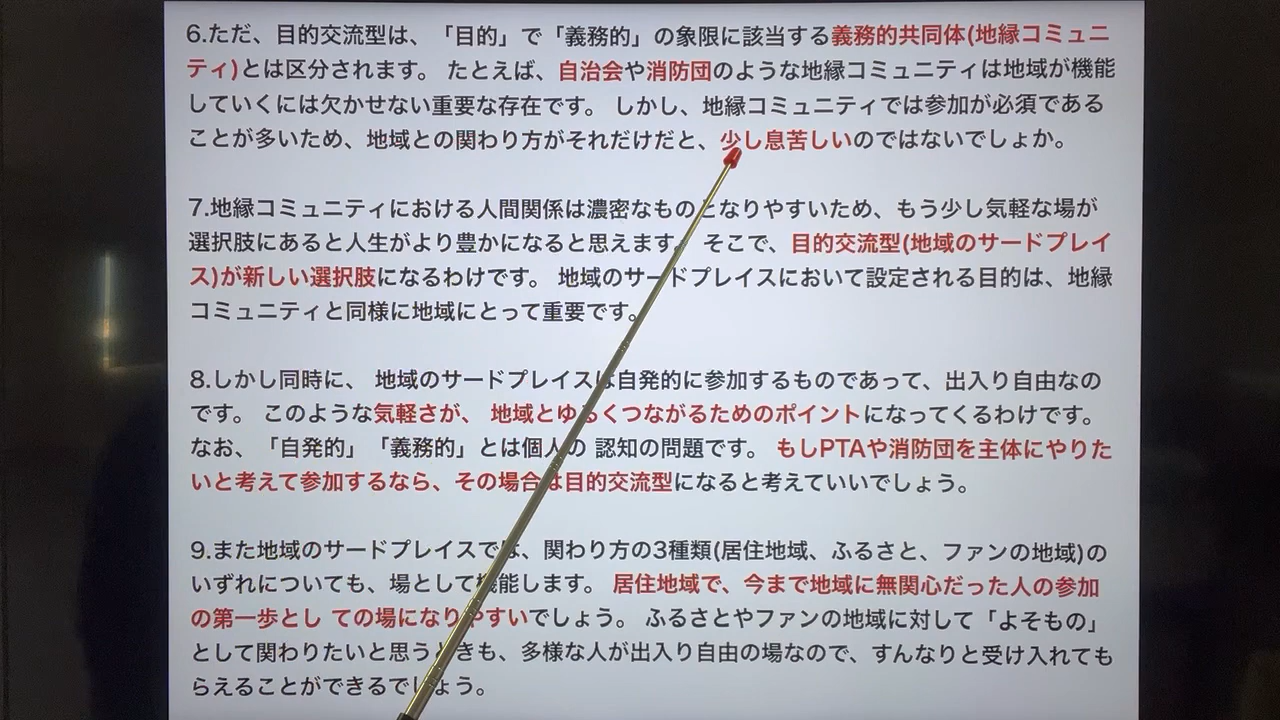 6.ただ、目的交流型は、「目的」で「義務的」の象限に該当する義務的共同体(地縁コミュニ
ティ)とは区分されます。 たとえば、自治会や消防団のような地縁コミュニティは地域が機能
していくには欠かせない重要な存在です。 しかし、地縁コミュニティでは参加が必須である
ことが多いため、地域との関わり方がそれだけだと、少し息苦しいのではないでしょか。
7.地縁コミュニティにおける人間関係は濃密なものとなりやすいため、もう少し気軽な場が
選択肢にあると人生がより豊かになると思えます。 そこで、目的交流型(地域のサードプレイ
ス)が新しい選択肢になるわけです。 地域のサードプレイスにおいて設定される目的は、地縁
コミュニティと同様に地域にとって重要です。
8.しかし同時に、 地域のサードプレイスは自発的に参加するものであって、出入り自由なの
です。 このような気軽さが、 地域とゆるくつながるためのポイントになってくるわけです。
なお、「自発的」「義務的」とは個人の 認知の問題です。 もしPTAや消防団を主体にやりた
いと考えて参加するなら、その場合は目的交流型になると考えていいでしょう。
9.また地域のサードプレイスでは、関わり方の3種類(居住地域、ふるさと、ファンの地域)の
いずれについても、場として機能します。 居住地域で、今まで地域に無関心だった人の参加
の第一歩とし ての場になりやすいでしょう。 ふるさとやファンの地域に対して「よそもの」
として関わりたいと思うときも、多様な人が出入り自由の場なので、すんなりと受け入れても
らえることができるでしょう。